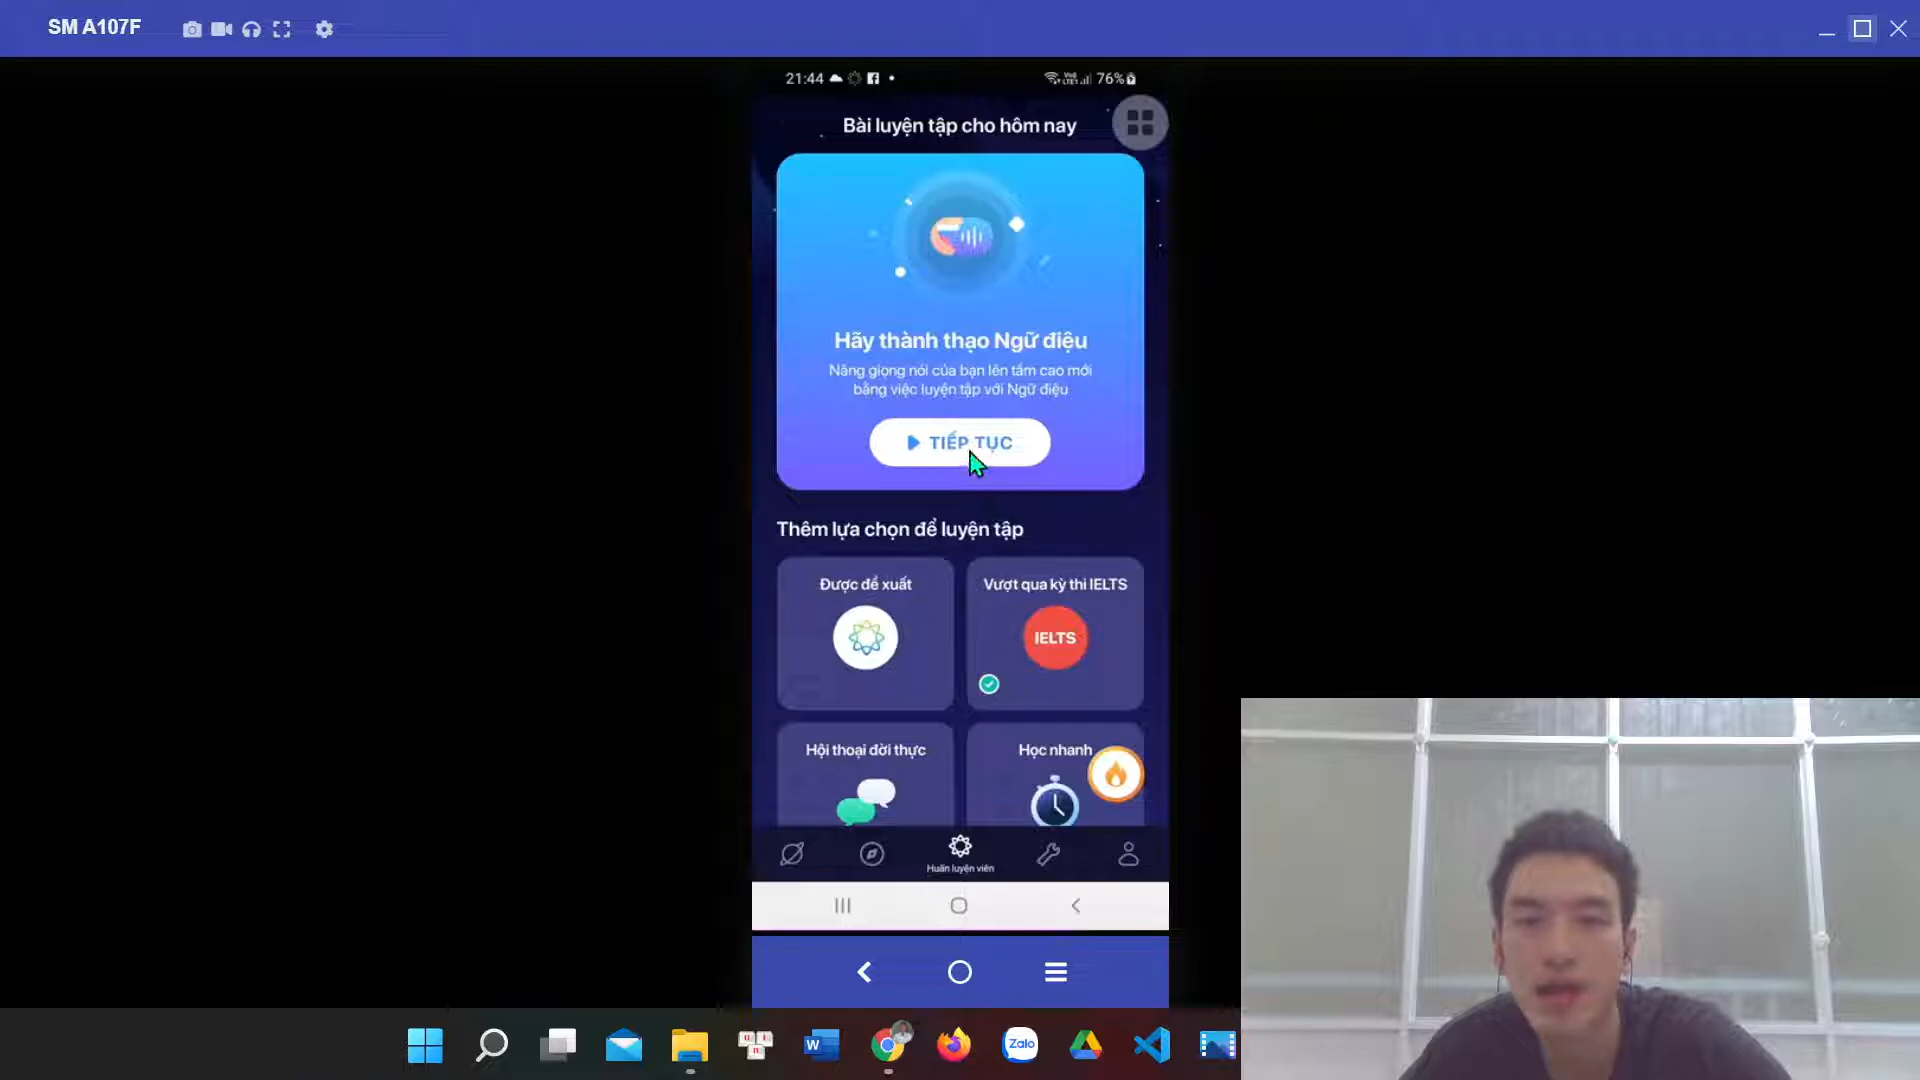 SM A107F
21:44
76%
Bài luyện tập cho hôm nay
Hãy thành thạo Ngữ điệu
Nâng giọng nói của bạn lên tầm cao mới
bằng việc luyện tập với Ngữ điệu
TIẾP TỤC
Thêm lựa chọn để luyện tập
Được đề xuất
Vượt qua kỳ thi IELTS
IELTS
Hội thoại đời thực
Học nhanh
Huấn luyện viên
W
Zalo